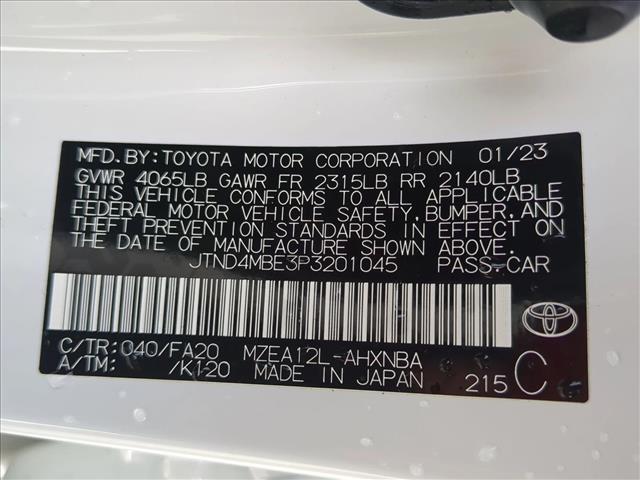 MFD.BY:TOYOTA MOTOR CORPORATION 01/23
GVWR 4065LB GAWR FR 2315LB RR 2140LB
THIS VEHICLE CONFORMS TO ALL APPLICABLE
FEDERAL MOTOR VEHICLE SAFETY,BUMPER,AND
THEFT PREVENTION STANDARDS IN EFFECT ON
THE DATE OF MANUFACTURE SHOWN ABOVE.
JTND4MBE3P3201045 PASS-CAR
C/TR:040/FA20 MZEA12L-AHXNBA
A/TM: /K120 MADE IN JAPAN 215 C